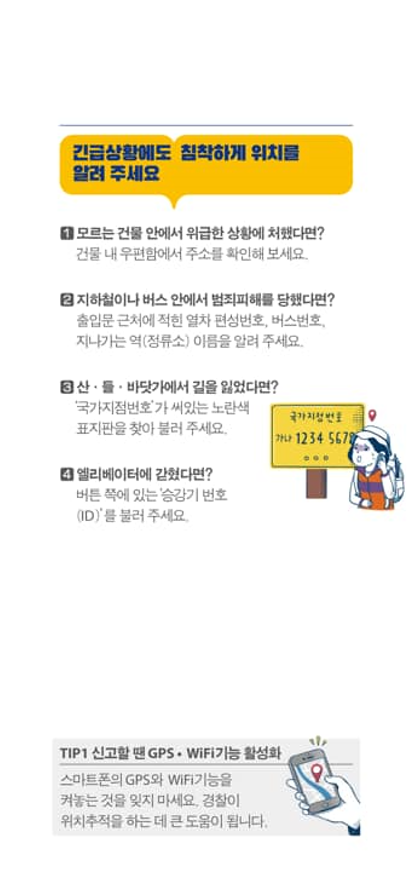 긴급상황에도 침착하게 위치를
알려 주세요
1 모르는 건물 안에서 위급한 상황에 처했다면?
건물 내 우편함에서 주소를 확인해 보세요.
2 지하철이나 버스 안에서 범죄피해를 당했다면?
출입문 근처에 적힌 열차 편성번호, 버스번호,
지나가는 역(정류소) 이름을 알려 주세요.
3 산 · 들 · 바닷가에서 길을 잃었다면?
‘국가지점번호’가 써있는 노란색
표지판을 찾아 불러 주세요.
국가지점번호
가나 1234 5678
4 엘리베이터에 갇혔다면?
버튼 쪽에 있는 ‘승강기 번호
(ID)’를 불러 주세요.
TIP1 신고할 땐 GPS • WiFi기능 활성화
스마트폰의 GPS와 WiFi기능을
켜놓는 것을 잊지 마세요. 경찰이
위치추적을 하는 데 큰 도움이 됩니다.